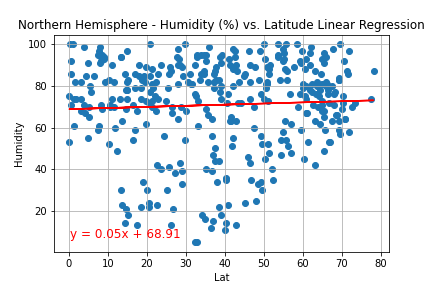 Northern Hemisphere - Humidity (%) vs. Latitude Linear Regression
100
80
60
40
20
Humidity
y = 0.05x + 68.91
0 10 20 30 40 50 60 70 80
Lat